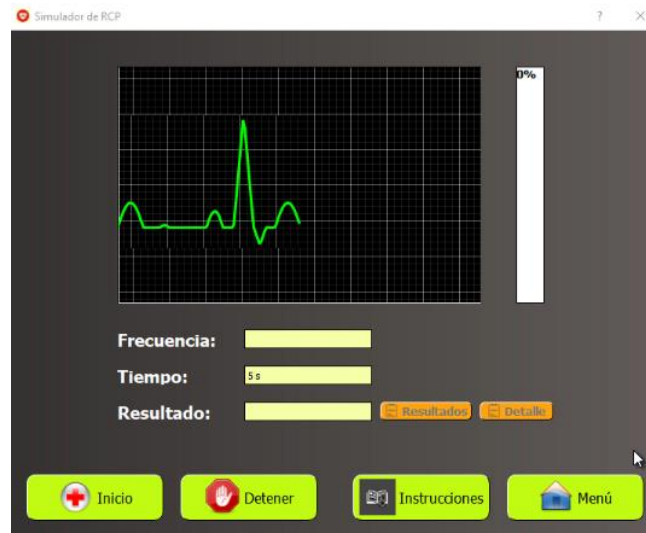 Simulador de RCP
?
0%
Frecuencia:
Tiempo:
5 s
Resultado:
Resultados
Detalle
Inicio
Detener
Instrucciones
Menú